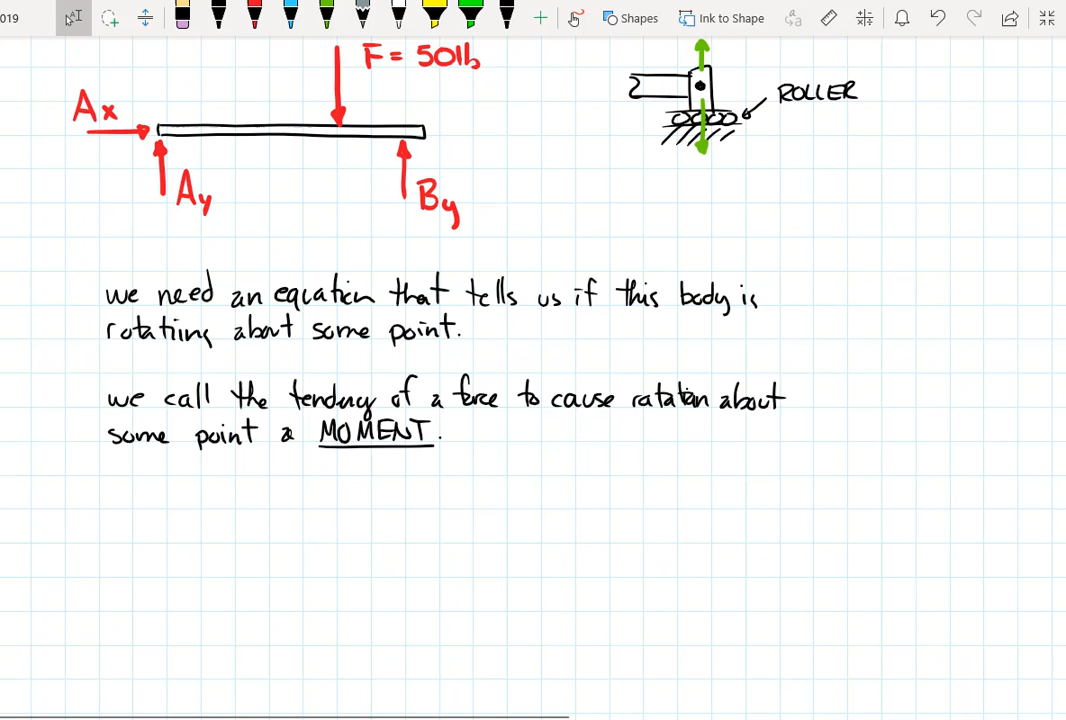 019
Shapes
Ink to Shape
F = 50lb
Ax
ROLLER
Ay
By
we need an equation that tells us if this body is
rotatiing about some point.
we call the tendency of a force to cause rotation about
some point a MOMENT.